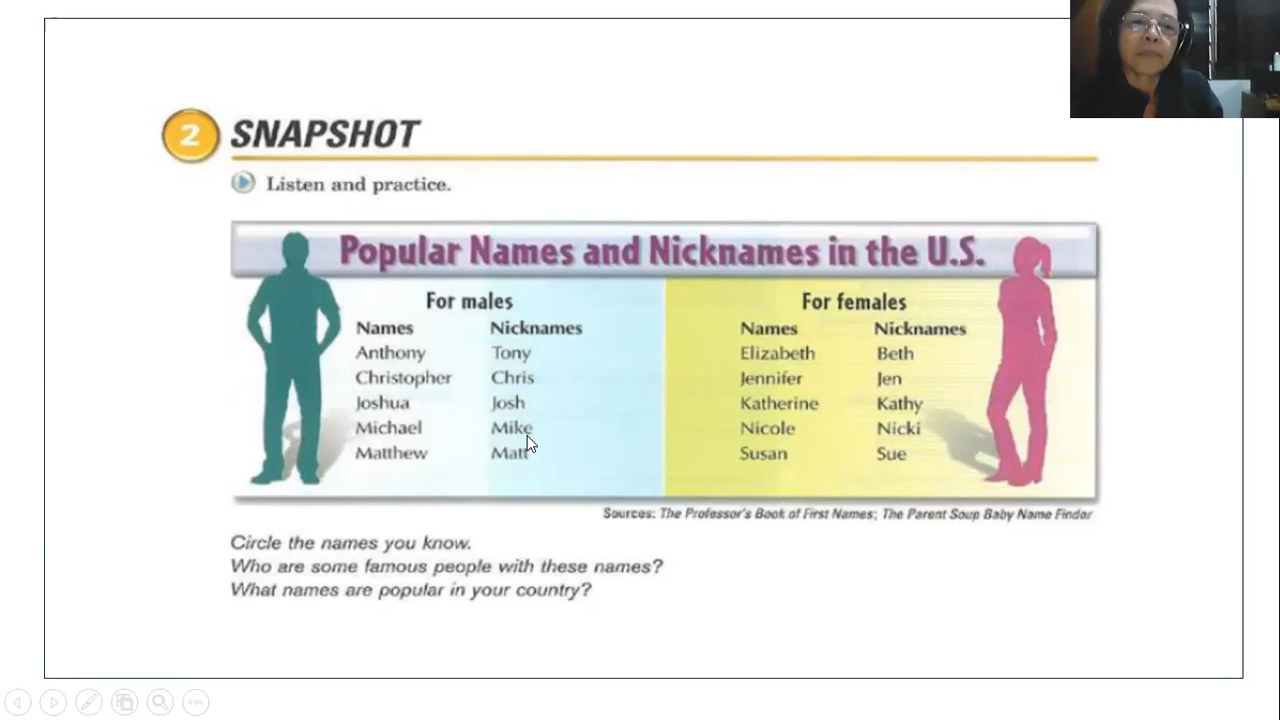 2 SNAPSHOT
Listen and practice.
Popular Names and Nicknames in the U.S.
For males
Names Nicknames
Anthony Tony
Christopher Chris
Joshua Josh
Michael Mike
Matthew Matt
For females
Names Nicknames
Elizabeth Beth
Jennifer Jen
Katherine Kathy
Nicole Nicki
Susan Sue
Sources: The Professor's Book of First Names; The Parent Soup Baby Name Finder
Circle the names you know.
Who are some famous people with these names?
What names are popular in your country?